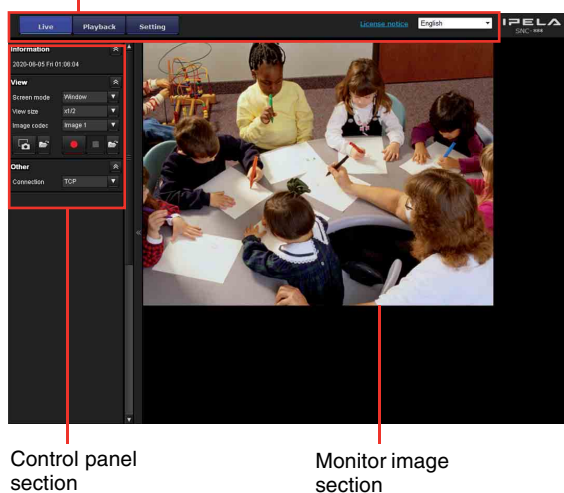 Live Playback Setting License notice English IPELA
SNC-***
Information
2020-06-05 Fri 01:08:04
View
Screen mode Window
View size x1/2
Image codec Image 1
Other
Connection TCP
Control panel
section
Monitor image
section